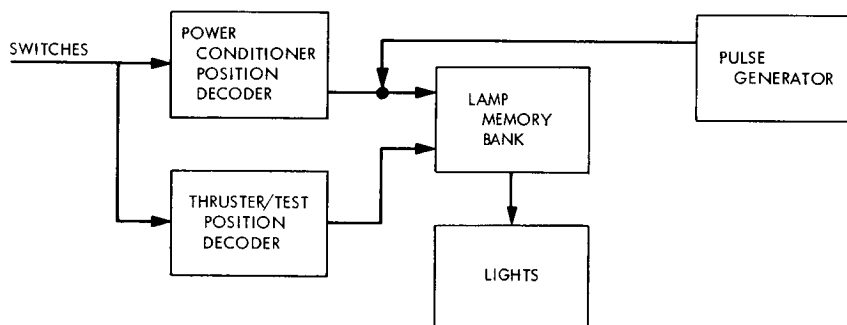 SWITCHES
POWER
CONDITIONER
POSITION
DECODER
PULSE
GENERATOR
LAMP
MEMORY
BANK
THRUSTER/TEST
POSITION
DECODER
LIGHTS